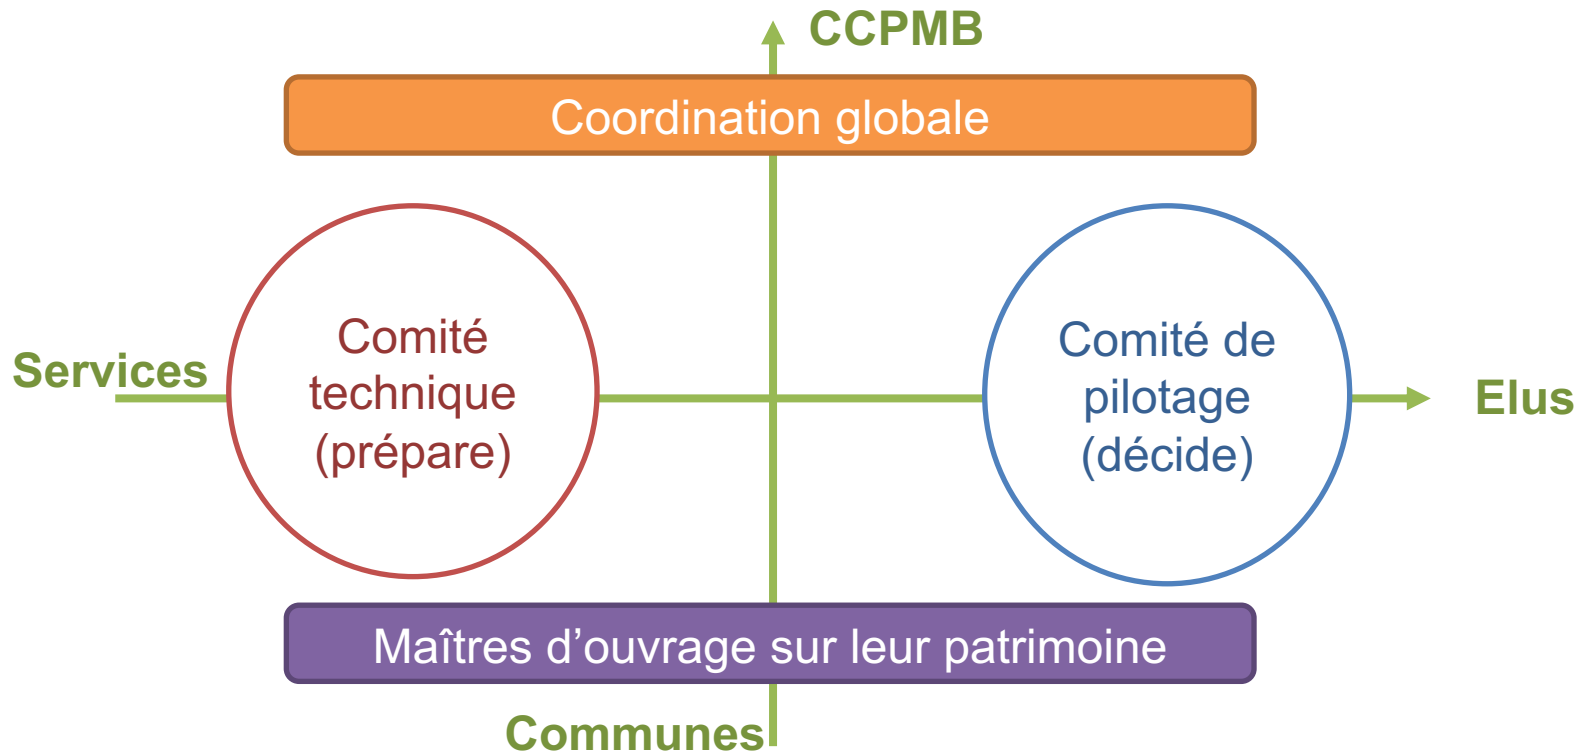 CCPMB
Coordination globale
Services
Comité
technique
(prépare)
Comité de
pilotage
(décide)
Elus
Maîtres d’ouvrage sur leur patrimoine
Communes